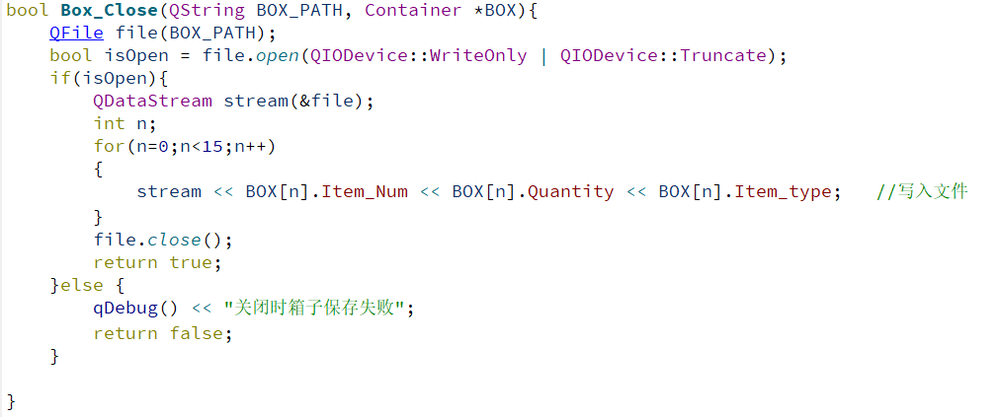 bool Box_Close(QString BOX_PATH, Container *BOX){
    QFile file(BOX_PATH);
    bool isOpen = file.open(QIODevice::WriteOnly | QIODevice::Truncate);
    if(isOpen){
        QDataStream stream(&file);
        int n;
        for(n=0;n<15;n++)
        {
            stream << BOX[n].Item_Num << BOX[n].Quantity << BOX[n].Item_type;   //写入文件
        }
        file.close();
        return true;
    }else {
        qDebug() << "关闭时箱子保存失败";
        return false;
    }
}